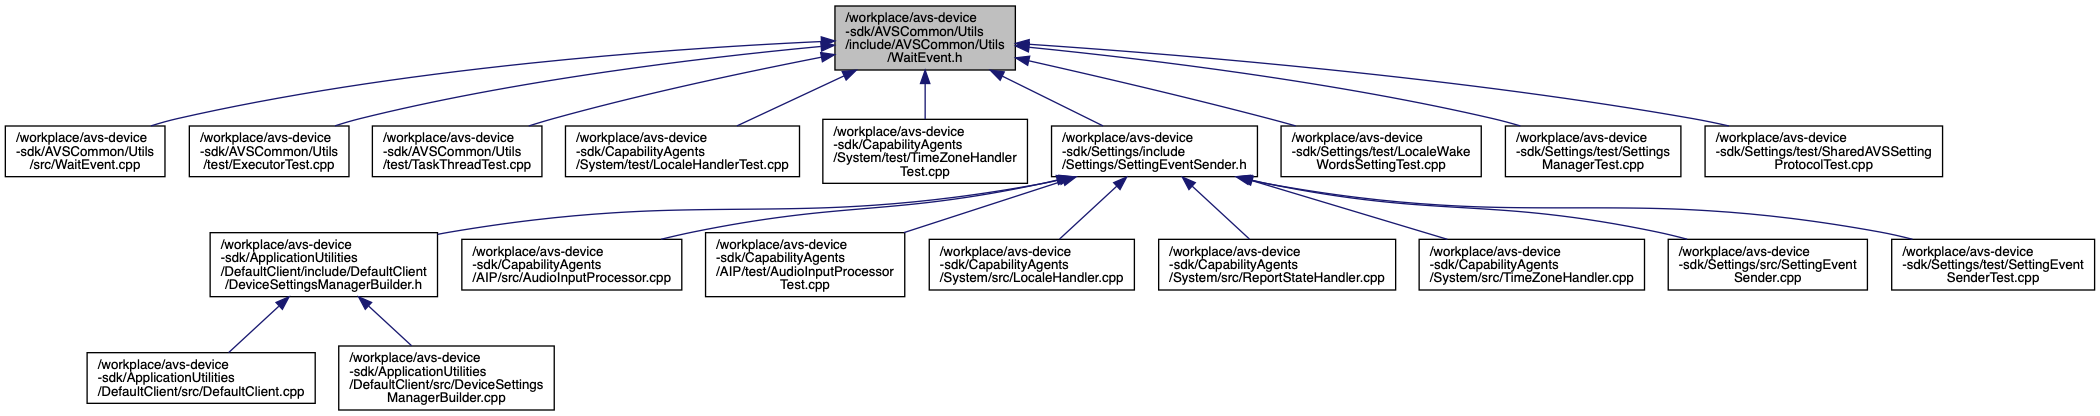 /workplace/avs-device
-sdk/AVSCommon/Utils
/include/AVSCommon/Utils
/WaitEvent.h
/workplace/avs-device
-sdk/AVSCommon/Utils
/src/WaitEvent.cpp
/workplace/avs-device
-sdk/AVSCommon/Utils
/test/ExecutorTest.cpp
/workplace/avs-device
-sdk/AVSCommon/Utils
/test/TaskThreadTest.cpp
/workplace/avs-device
-sdk/CapabilityAgents
/System/test/LocaleHandlerTest.cpp
/workplace/avs-device
-sdk/CapabilityAgents
/System/test/TimeZoneHandler
Test.cpp
/workplace/avs-device
-sdk/Settings/include
/Settings/SettingEventSender.h
/workplace/avs-device
-sdk/Settings/test/LocaleWake
WordsSettingTest.cpp
/workplace/avs-device
-sdk/Settings/test/Settings
ManagerTest.cpp
/workplace/avs-device
-sdk/Settings/test/SharedAVSSetting
ProtocolTest.cpp
/workplace/avs-device
-sdk/ApplicationUtilities
/DefaultClient/include/DefaultClient
/DeviceSettingsManagerBuilder.h
/workplace/avs-device
-sdk/CapabilityAgents
/AIP/src/AudioInputProcessor.cpp
/workplace/avs-device
-sdk/CapabilityAgents
/AIP/test/AudioInputProcessor
Test.cpp
/workplace/avs-device
-sdk/CapabilityAgents
/System/src/LocaleHandler.cpp
/workplace/avs-device
-sdk/CapabilityAgents
/System/src/ReportStateHandler.cpp
/workplace/avs-device
-sdk/CapabilityAgents
/System/src/TimeZoneHandler.cpp
/workplace/avs-device
-sdk/Settings/src/SettingEvent
Sender.cpp
/workplace/avs-device
-sdk/Settings/test/SettingEvent
SenderTest.cpp
/workplace/avs-device
-sdk/ApplicationUtilities
/DefaultClient/src/DefaultClient.cpp
/workplace/avs-device
-sdk/ApplicationUtilities
/DefaultClient/src/DeviceSettings
ManagerBuilder.cpp